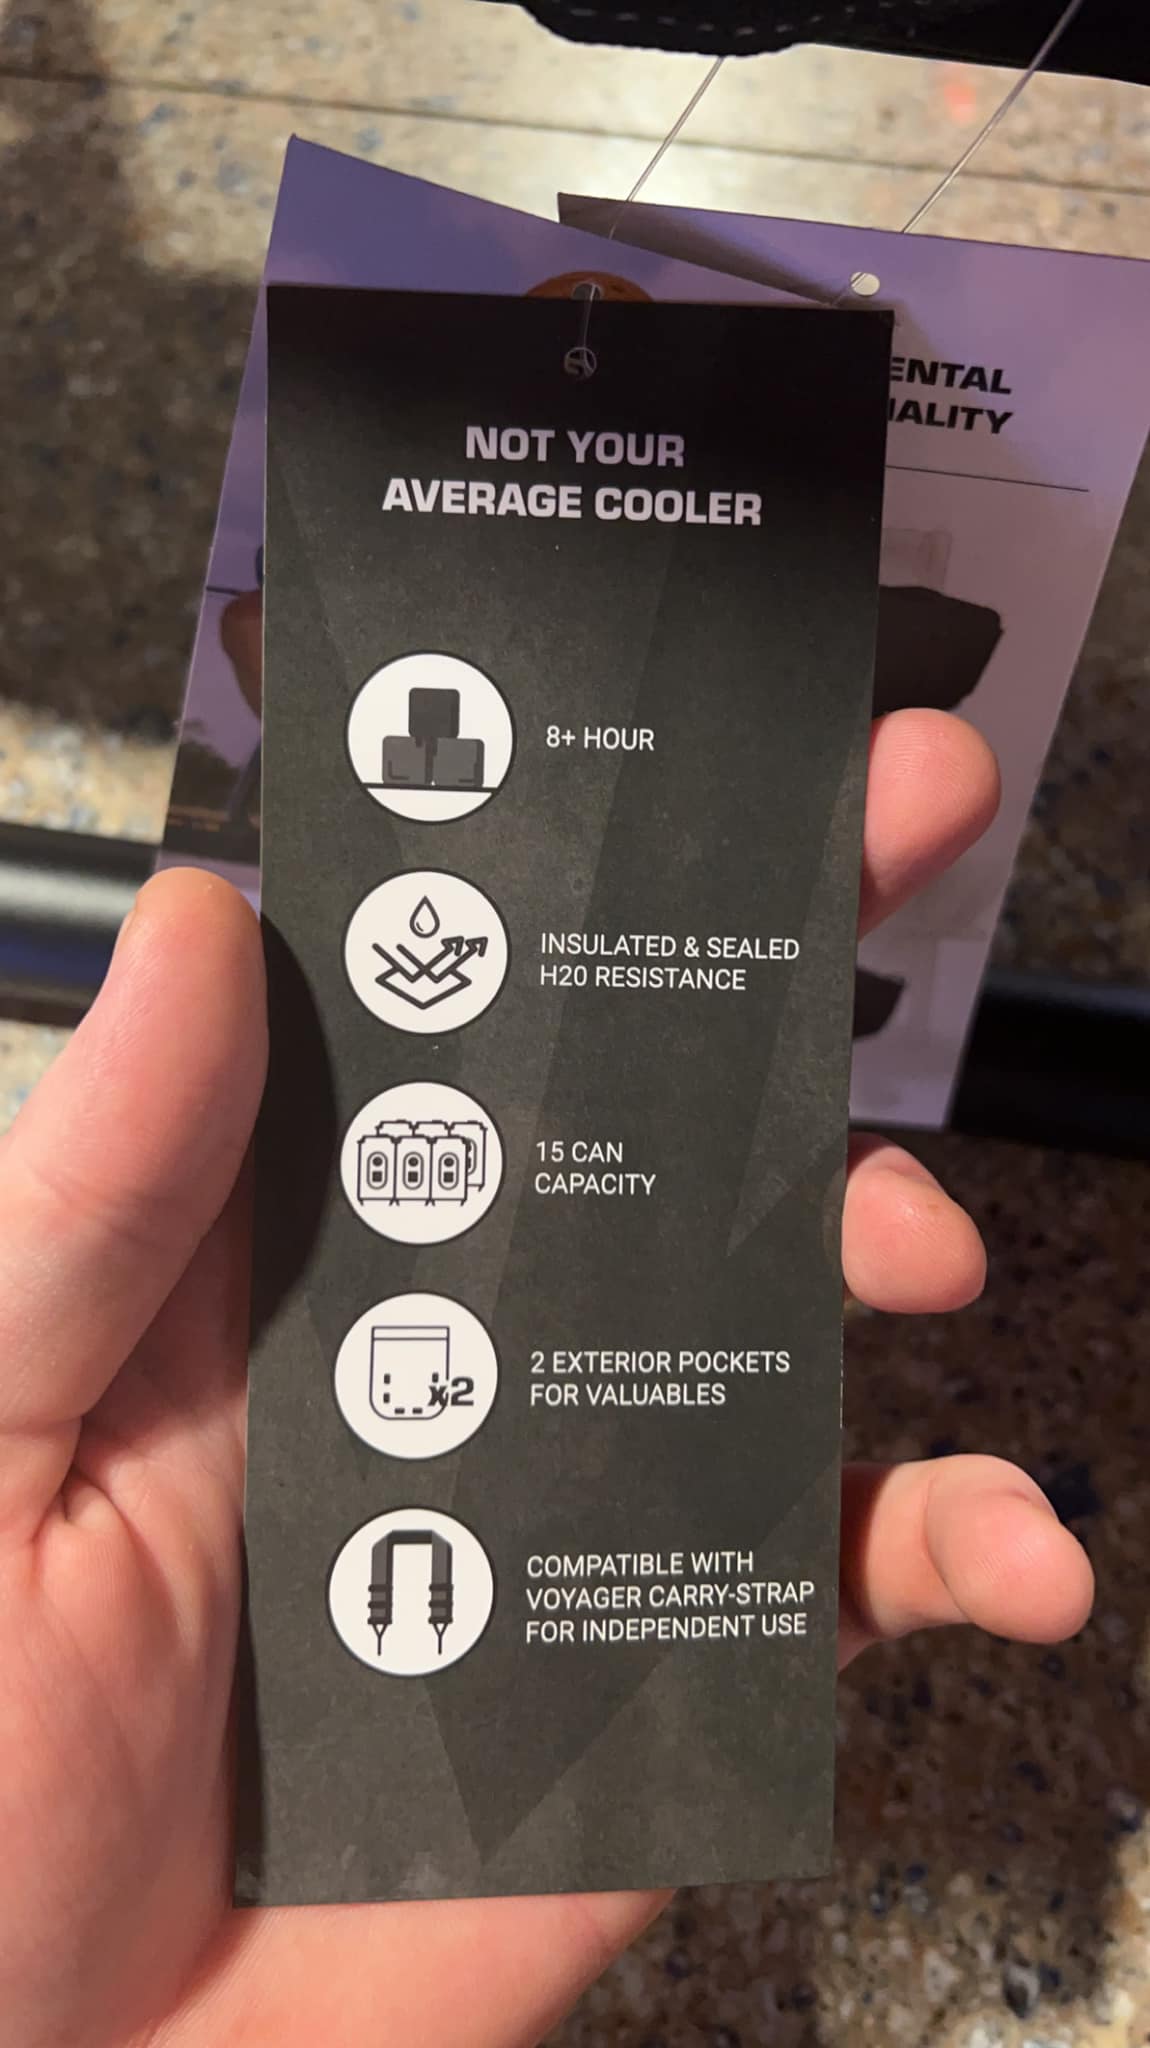 NOT YOUR
AVERAGE COOLER
8+ HOUR
INSULATED & SEALED
H20 RESISTANCE
15 CAN
CAPACITY
x2
2 EXTERIOR POCKETS
FOR VALUABLES
COMPATIBLE WITH
VOYAGER CARRY-STRAP
FOR INDEPENDENT USE
ENTAL
ALITY